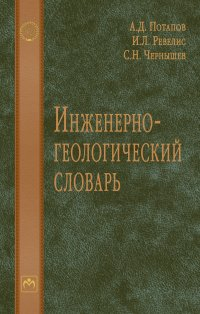 А.Д. Потапов
И.Л. Ревелис
С.Н. Чернышев
Инженерно-
геологический
словарь